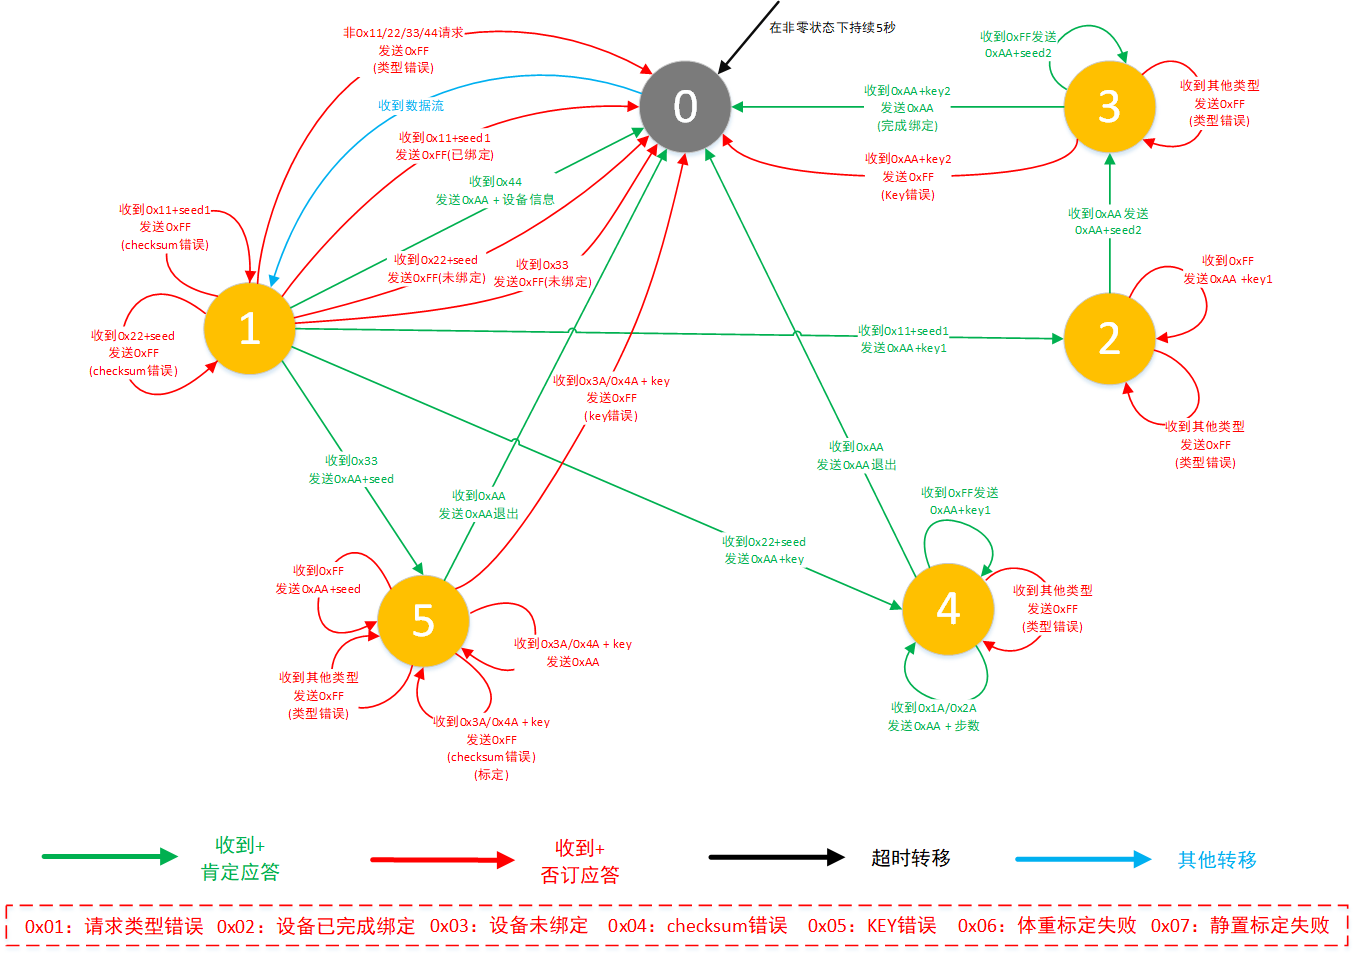 非0x11/22/33/44请求
发送0xFF
(类型错误)
在非零状态下持续5秒
收到0xFF发送
0xAA+seed2
收到其他类型
发送0xFF
(类型错误)
收到0xAA+key2
发送0xAA
(完成绑定)
0
3
收到数据流
收到0x11+seed1
发送0xFF(已绑定)
收到0xAA+key2
发送0xFF
(Key错误)
收到0x44
发送0xAA + 设备信息
收到0x11+seed1
发送0xFF
(checksum错误)
收到0xAA 发送
0xAA+seed2
收到0x22+seed
发送0xFF(未绑定)
收到0x33
发送0xFF(未绑定)
收到0xFF
发送0xAA +key1
1
2
收到0x22+seed
发送0xFF
(checksum错误)
收到0x11+seed1
发送0xAA+key1
收到0x3A/0x4A + key
发送0xFF
(key错误)
收到其他类型
发送0xFF
(类型错误)
收到0x33
发送0xAA+seed
收到0xAA
发送0xAA退出
收到0xAA
发送0xAA退出
收到0xFF发送
0xAA+key1
收到0x22+seed
发送0xAA+key
收到0xFF
发送0xAA+seed
5
4
收到其他类型
发送0xFF
(类型错误)
收到0x3A/0x4A + key
发送0xAA
收到其他类型
发送0xFF
(类型错误)
收到0x3A/0x4A + key
发送0xFF
(checksum错误)
(标定)
收到0x1A/0x2A
发送0xAA + 步数
收到+
肯定应答
收到+
否订应答
超时转移
其他转移
0x01：请求类型错误 0x02：设备已完成绑定 0x03：设备未绑定 0x04：checksum错误 0x05：KEY错误 0x06：体重标定失败 0x07：静置标定失败